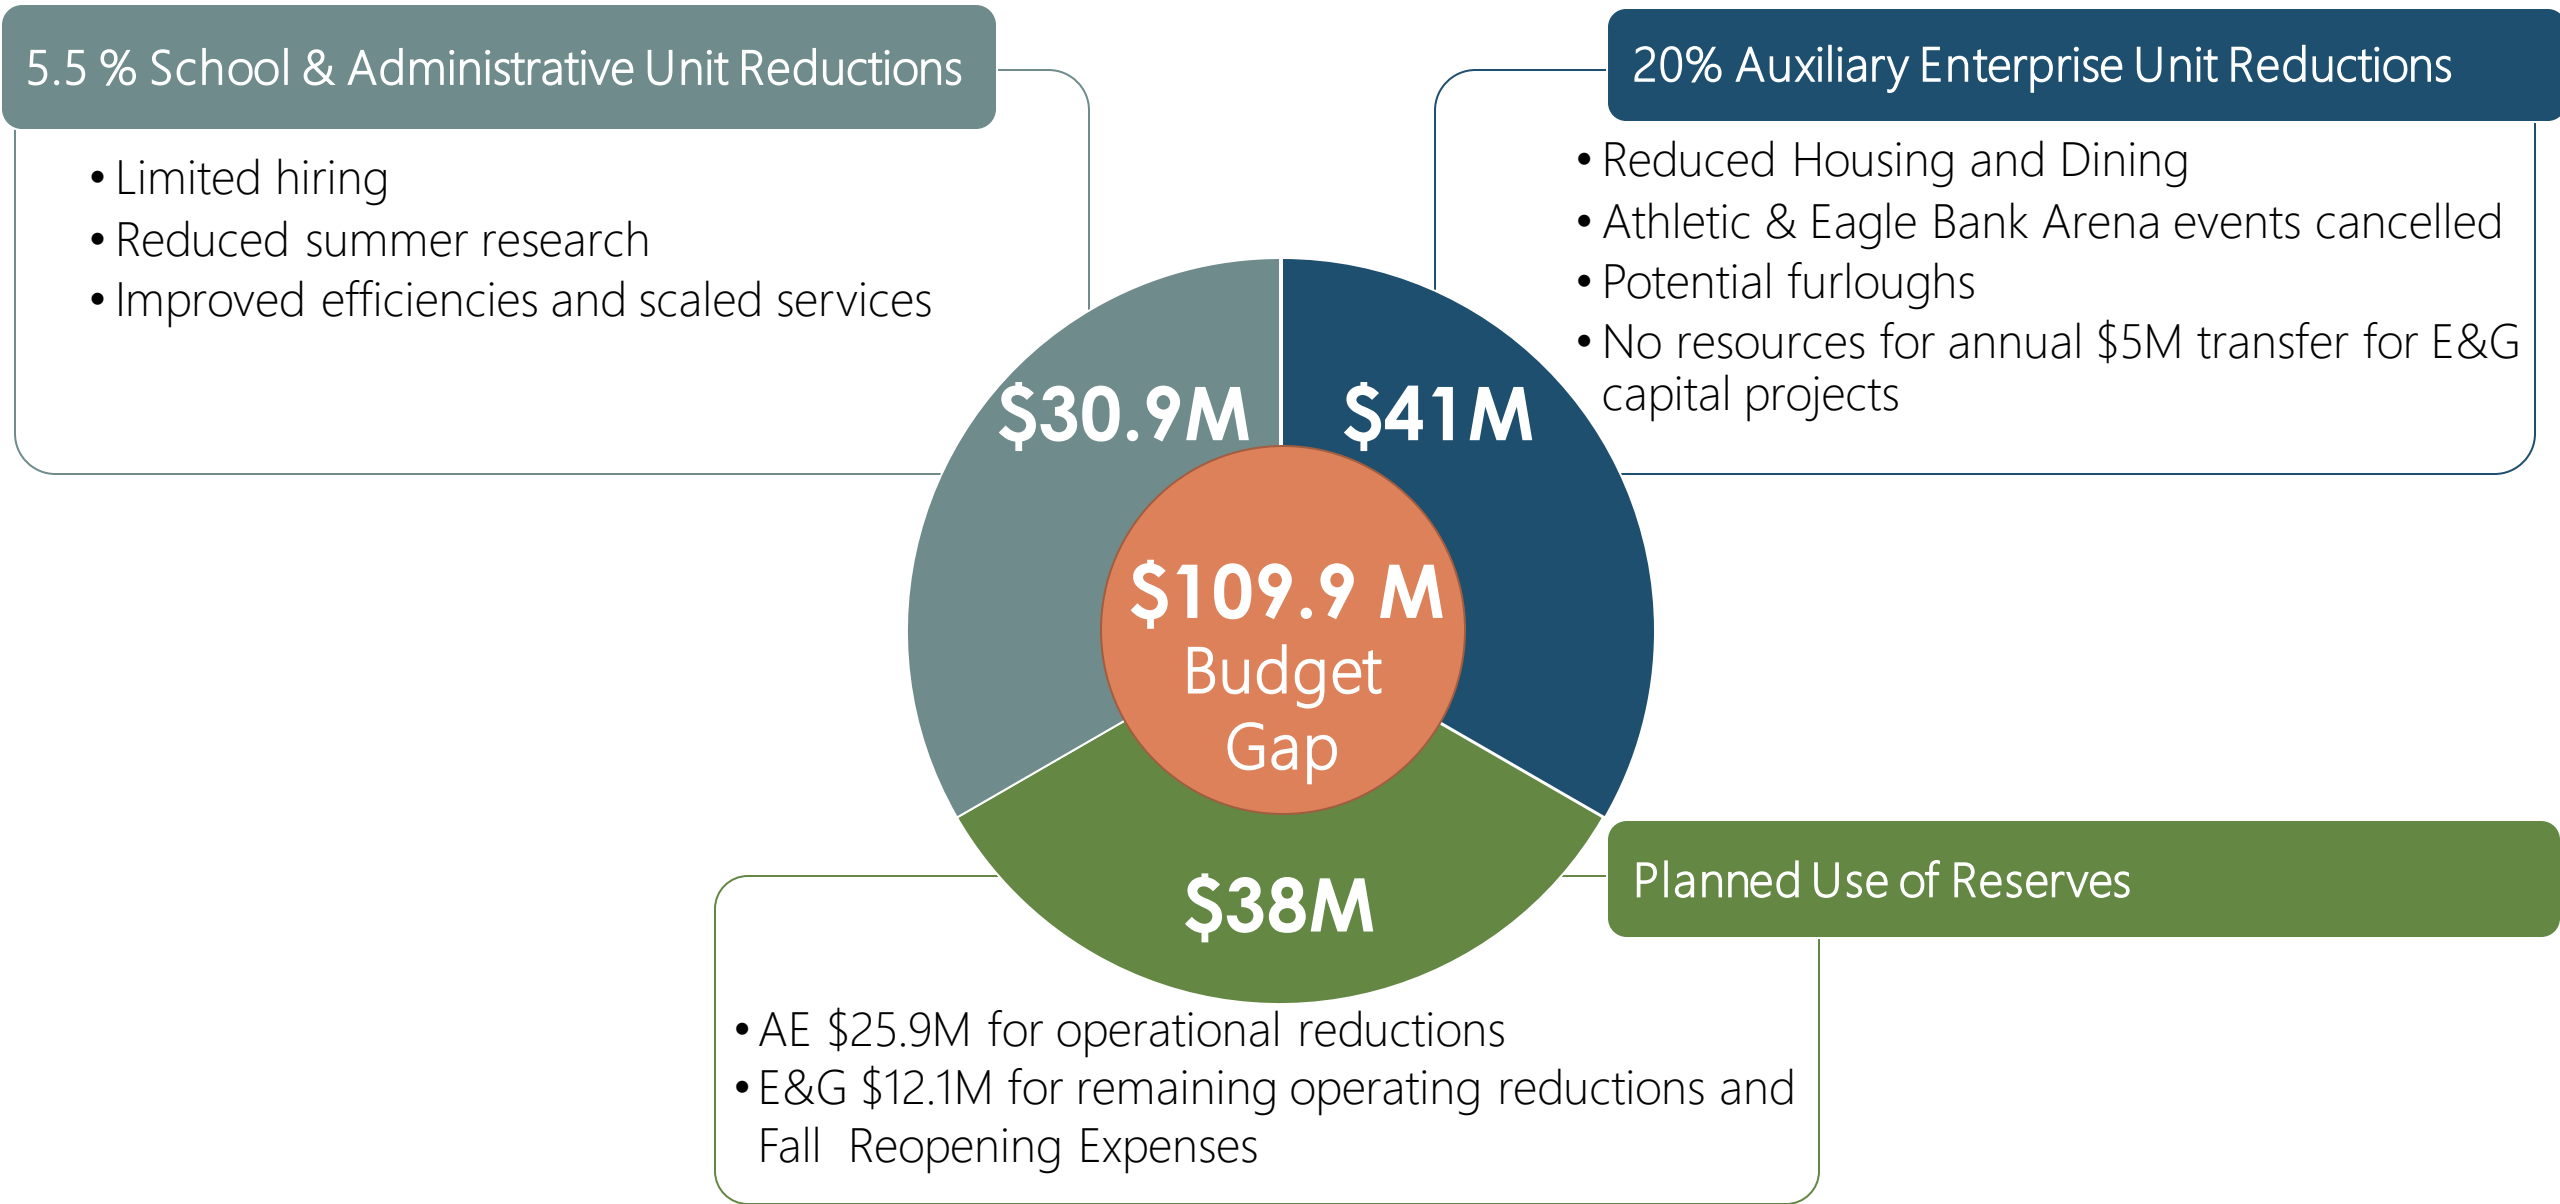 5.5 % School & Administrative Unit Reductions
• Limited hiring
• Reduced summer research
• Improved efficiencies and scaled services
20% Auxiliary Enterprise Unit Reductions
• Reduced Housing and Dining
• Athletic & Eagle Bank Arena events cancelled
• Potential furloughs
• No resources for annual $5M transfer for E&G
capital projects
$30.9M
$41M
$109.9 M
Budget
Gap
$38M
Planned Use of Reserves
• AE $25.9M for operational reductions
• E&G $12.1M for remaining operating reductions and
Fall Reopening Expenses